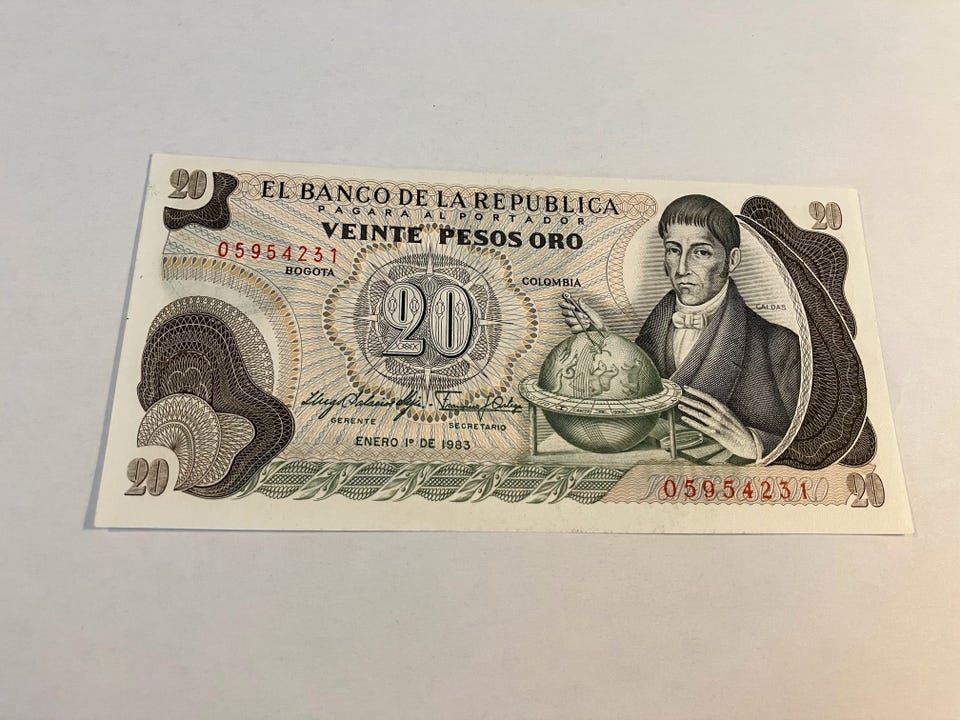 20
EL BANCO DE LA REPUBLICA
20
PAGARA AL PORTADOR
VEINTE PESOS ORO
05954231
BOGOTA
COLOMBIA
20
CALDAS
GERENTE
SECRETARIO
ENERO 1º DE 1983
20
05954231
20